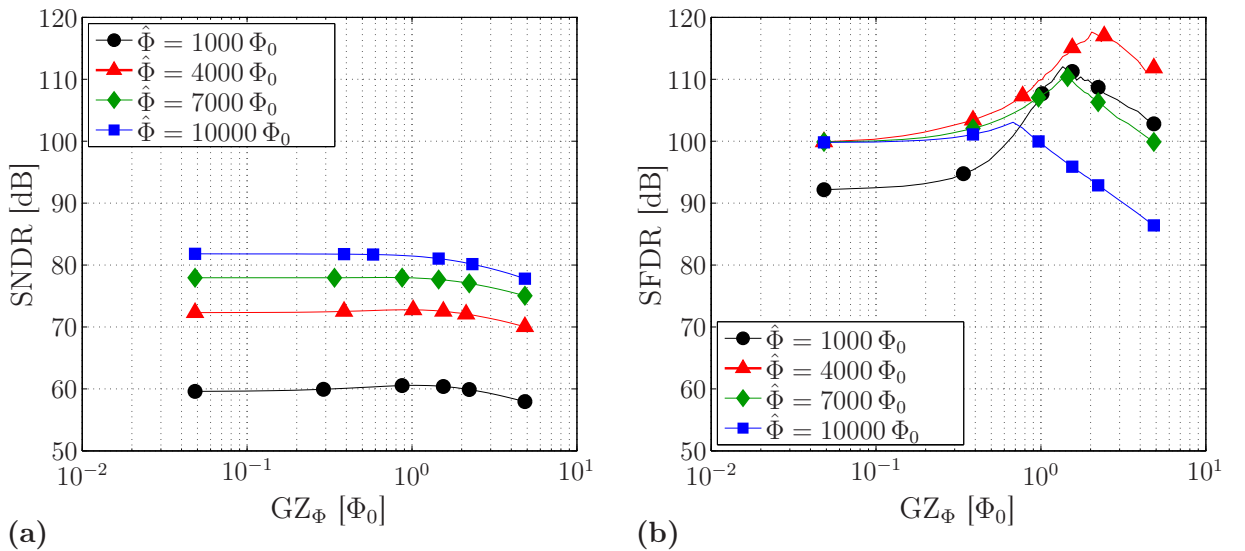 120
110
100
90
80
70
60
50
SNDR [dB]
Φ̂ = 1000 Φ₀
Φ̂ = 4000 Φ₀
Φ̂ = 7000 Φ₀
Φ̂ = 10000 Φ₀
10⁻² 10⁻¹ 10⁰ 10¹
GZ_Φ [Φ₀]
(a)
120
110
100
90
80
70
60
50
SFDR [dB]
Φ̂ = 1000 Φ₀
Φ̂ = 4000 Φ₀
Φ̂ = 7000 Φ₀
Φ̂ = 10000 Φ₀
10⁻² 10⁻¹ 10⁰ 10¹
GZ_Φ [Φ₀]
(b)